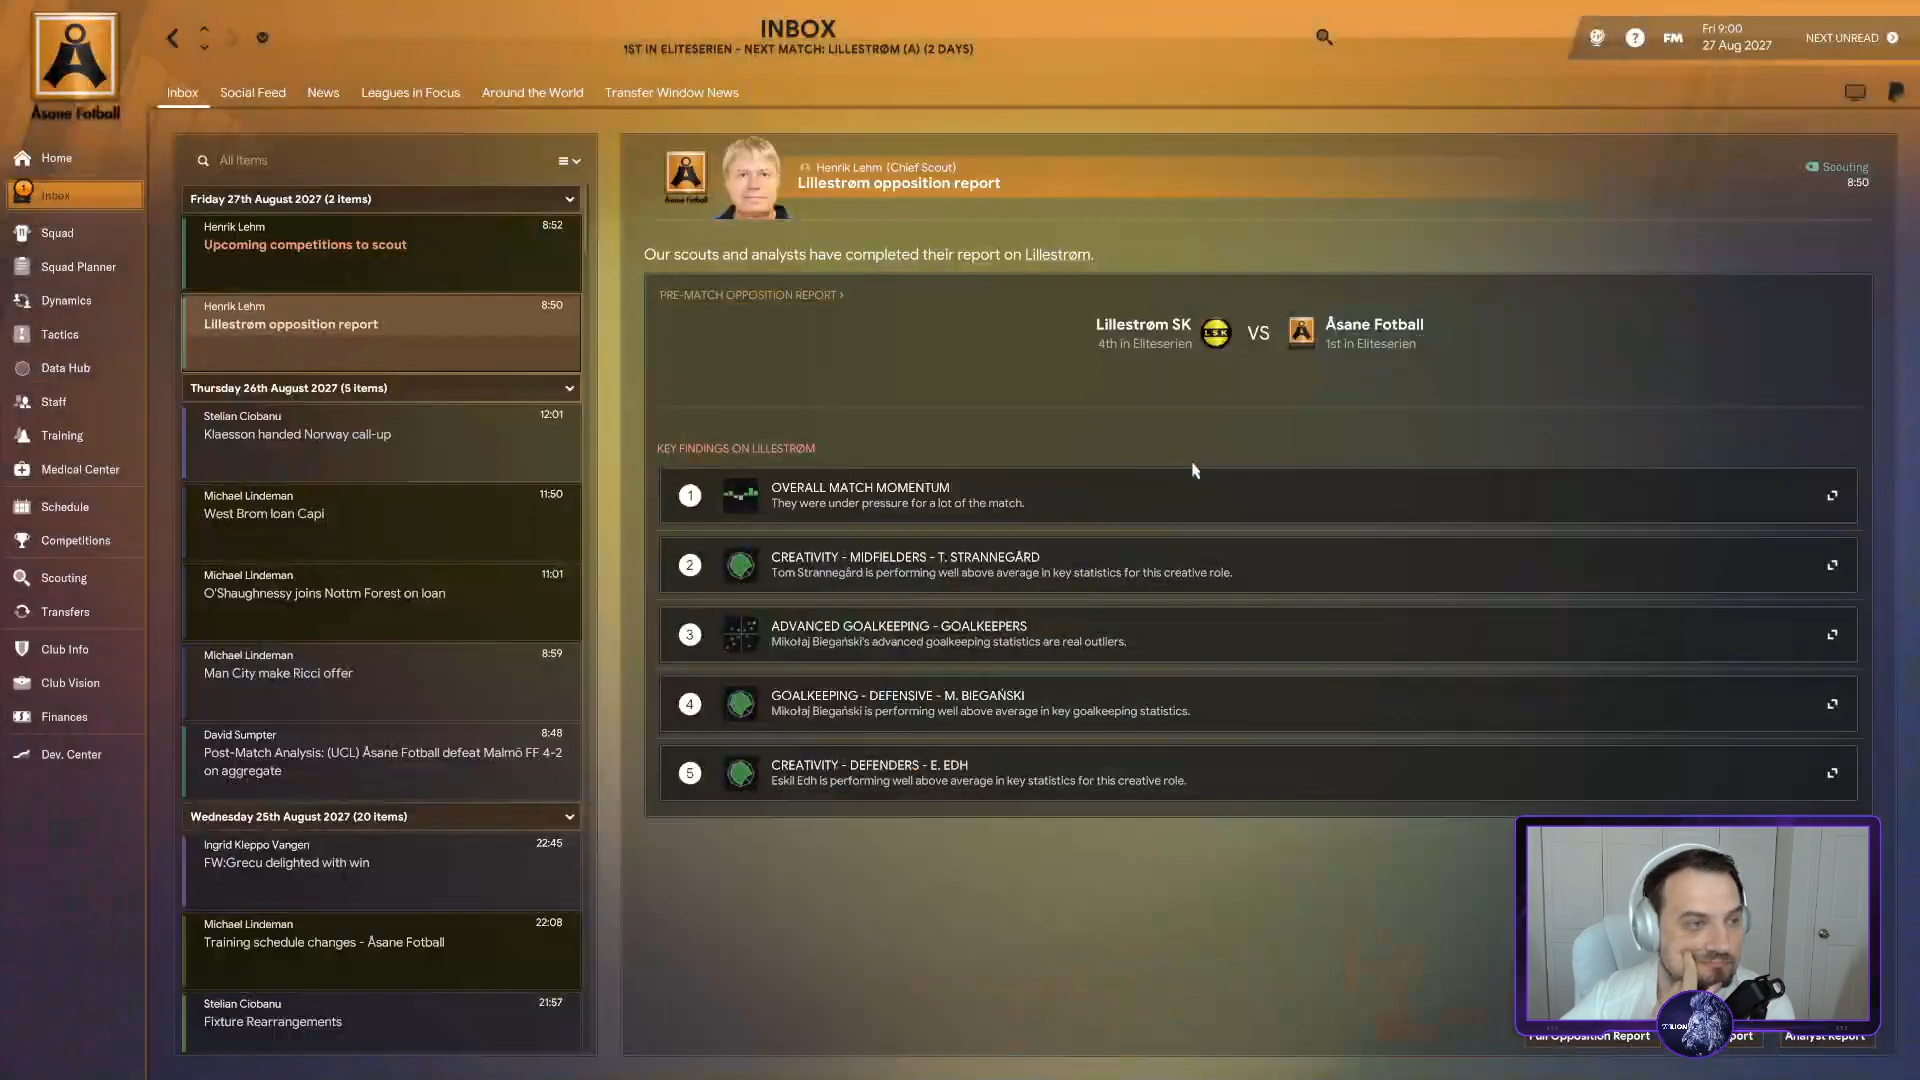 INBOX
1ST IN ELITESERIEN - NEXT MATCH: LILLESTRØM (A) (2 DAYS)
FM
Fri 9:00
27 Aug 2027
NEXT UNREAD
Åsane Fotball
Inbox
Social Feed
News
Leagues in Focus
Around the World
Transfer Window News
Home
Inbox
Squad
Squad Planner
Dynamics
Tactics
Data Hub
Staff
Training
Medical Center
Schedule
Competitions
Scouting
Transfers
Club Info
Club Vision
Finances
Dev. Center
All Items
Friday 27th August 2027 (2 items)
Henrik Lehm
8:52
Upcoming competitions to scout
Henrik Lehm
8:50
Lillestrøm opposition report
Thursday 26th August 2027 (5 items)
Stelian Ciobanu
12:01
Klaesson handed Norway call-up
Michael Lindeman
11:50
West Brom loan Capi
Michael Lindeman
11:01
O'Shaughnessy joins Nottm Forest on loan
Michael Lindeman
8:59
Man City make Ricci offer
David Sumpter
8:48
Post-Match Analysis: (UCL) Åsane Fotball defeat Malmö FF 4-2
on aggregate
Wednesday 25th August 2027 (20 items)
Ingrid Kleppo Vangen
22:45
FW:Grecu delighted with win
Michael Lindeman
22:08
Training schedule changes - Åsane Fotball
Stelian Ciobanu
21:57
Fixture Rearrangements
Henrik Lehm (Chief Scout)
Lillestrøm opposition report
Scouting
8:50
Our scouts and analysts have completed their report on Lillestrøm.
PRE-MATCH OPPOSITION REPORT >
Lillestrøm SK
4th in Eliteserien
LSK
VS
Åsane Fotball
1st in Eliteserien
KEY FINDINGS ON LILLESTRØM
1
OVERALL MATCH MOMENTUM
They were under pressure for a lot of the match.
2
CREATIVITY - MIDFIELDERS - T. STRANNEGÅRD
Tom Strannegård is performing well above average in key statistics for this creative role.
3
ADVANCED GOALKEEPING - GOALKEEPERS
Mikołaj Biegański's advanced goalkeeping statistics are real outliers.
4
GOALKEEPING - DEFENSIVE - M. BIEGAŃSKI
Mikołaj Biegański is performing well above average in key goalkeeping statistics.
5
CREATIVITY - DEFENDERS - E. EDH
Eskil Edh is performing well above average in key statistics for this creative role.
Full Opposition Report
Analyst Report